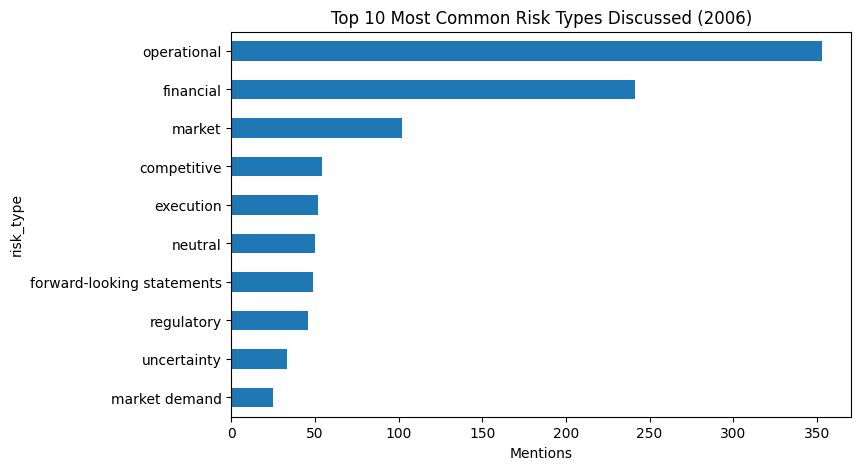 Top 10 Most Common Risk Types Discussed (2006)
risk_type
operational
financial
market
competitive
execution
neutral
forward-looking statements
regulatory
uncertainty
market demand
0 50 100 150 200 250 300 350
Mentions